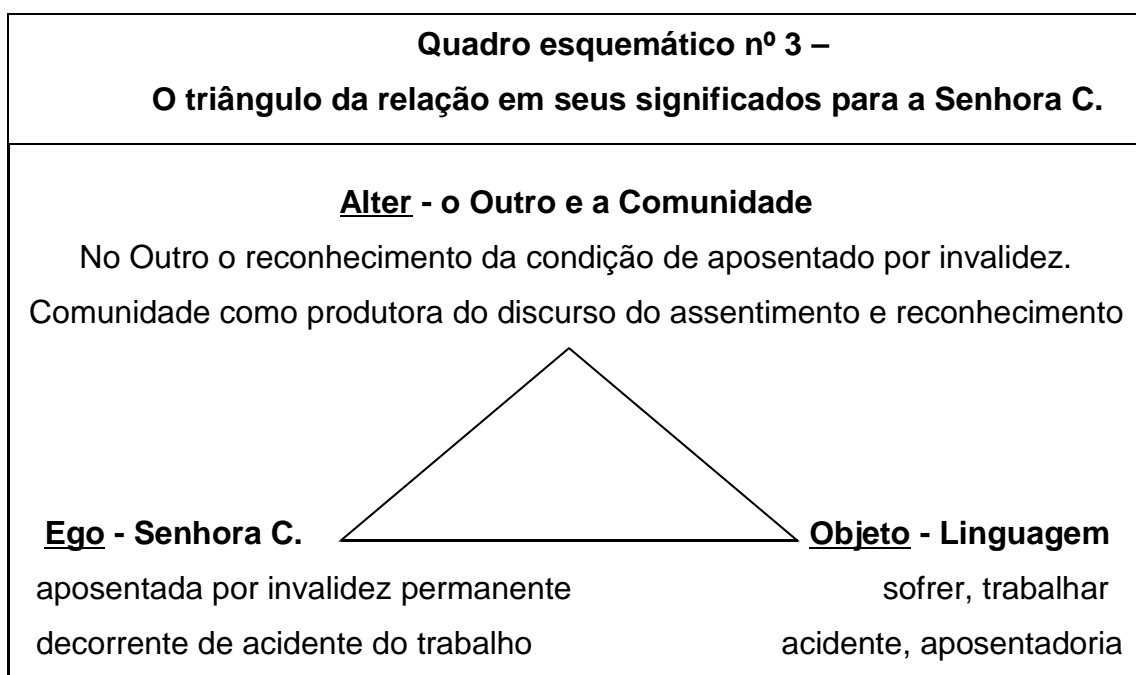 Quadro esquemático nº 3 –
O triângulo da relação em seus significados para a Senhora C.
Alter - o Outro e a Comunidade
No Outro o reconhecimento da condição de aposentado por invalidez.
Comunidade como produtora do discurso do assentimento e reconhecimento
Ego - Senhora C.
Objeto - Linguagem
aposentada por invalidez permanente
sofrer, trabalhar
decorrente de acidente do trabalho
acidente, aposentadoria